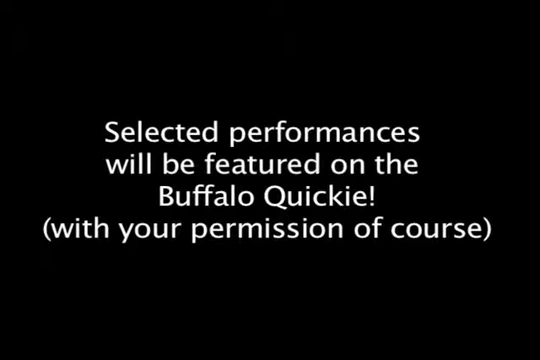 Selected performances
will be featured on the
Buffalo Quickie!
(with your permission of course)